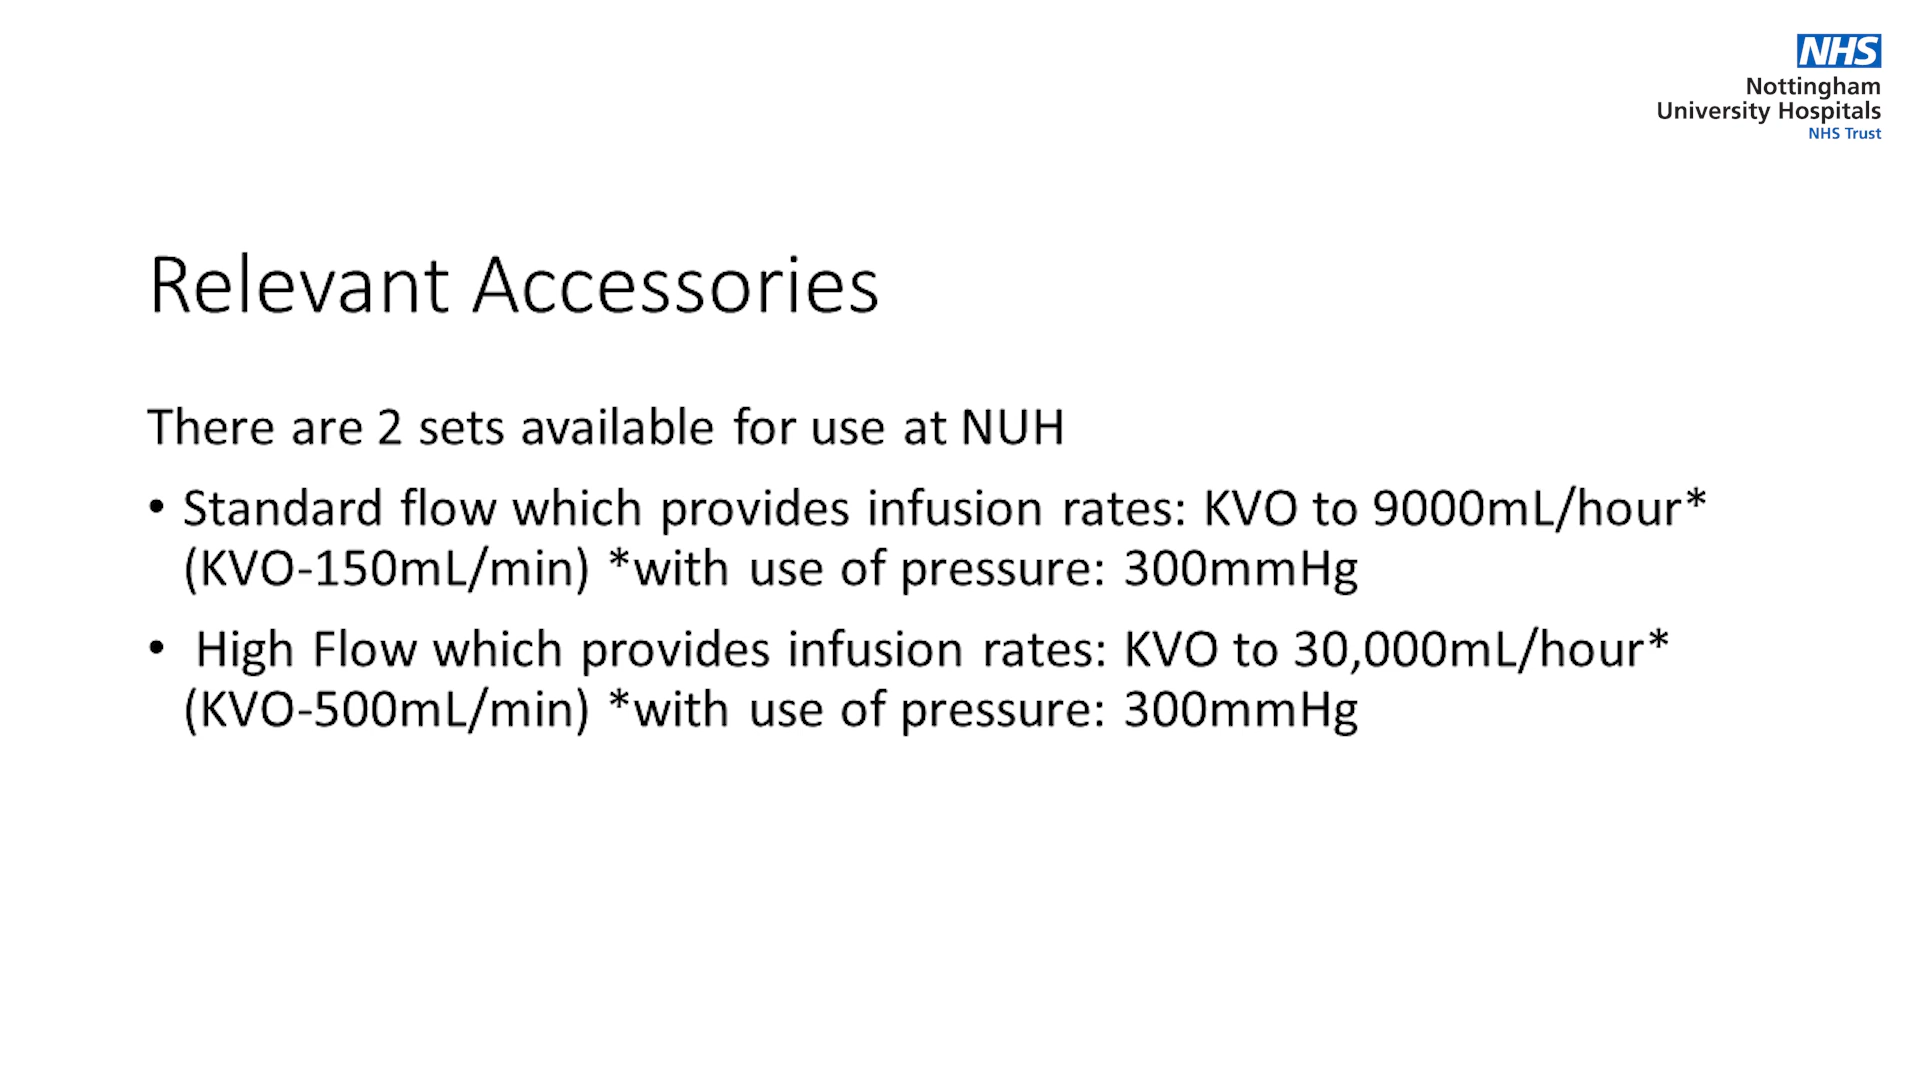 NHS
Nottingham
University Hospitals
NHS Trust
Relevant Accessories
There are 2 sets available for use at NUH
• Standard flow which provides infusion rates: KVO to 9000mL/hour*
(KVO-150mL/min) *with use of pressure: 300mmHg
• High Flow which provides infusion rates: KVO to 30,000mL/hour*
(KVO-500mL/min) *with use of pressure: 300mmHg